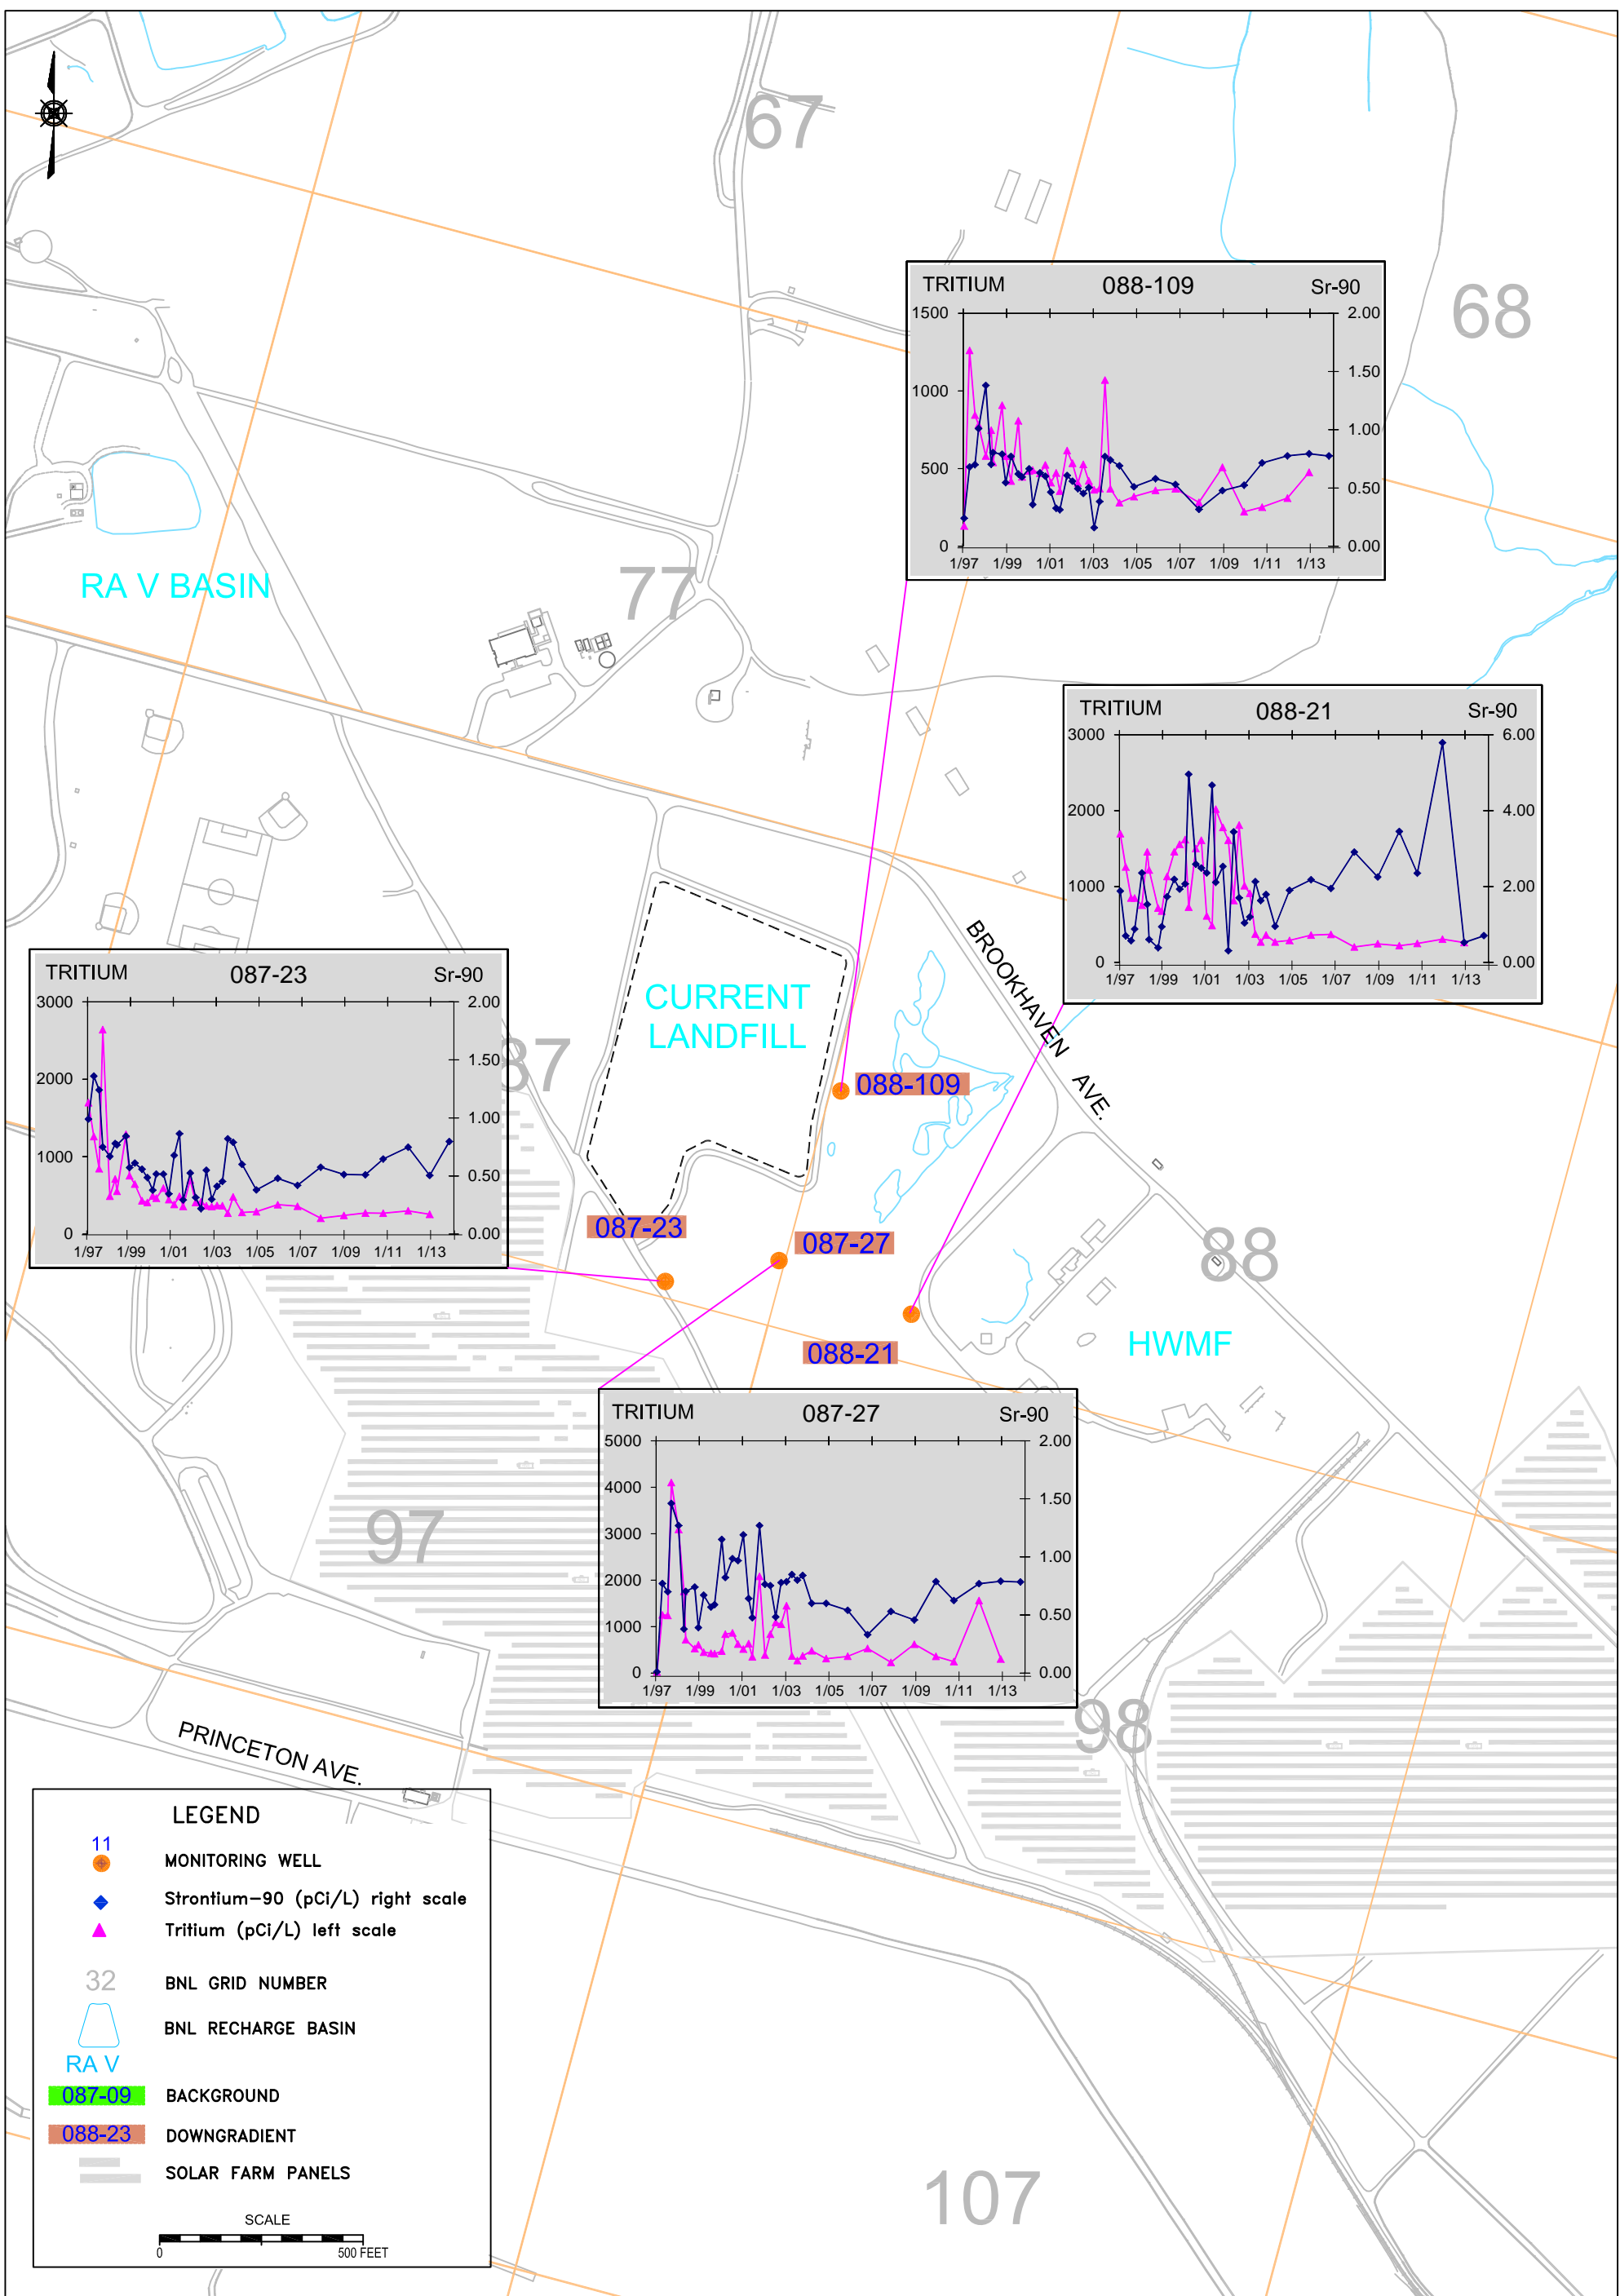 67
68
TRITIUM 088-109 Sr-90
1500 2.00
1.50
1000
1.00
500
0.50
0 0.00
1/97 1/99 1/01 1/03 1/05 1/07 1/09 1/11 1/13
RA V BASIN
77
TRITIUM 088-21 Sr-90
3000 6.00
2000 4.00
1000 2.00
0 0.00
1/97 1/99 1/01 1/03 1/05 1/07 1/09 1/11 1/13
BROOKHAVEN AVE.
TRITIUM 087-23 Sr-90
3000 2.00
1.50
2000
1.00
1000
0.50
0 0.00
1/97 1/99 1/01 1/03 1/05 1/07 1/09 1/11 1/13
87
CURRENT
LANDFILL
088-109
087-23
087-27
88
088-21
HWMF
TRITIUM 087-27 Sr-90
5000 2.00
4000
1.50
3000
1.00
2000
0.50
1000
0 0.00
1/97 1/99 1/01 1/03 1/05 1/07 1/09 1/11 1/13
97
98
PRINCETON AVE.
LEGEND
11
MONITORING WELL
Strontium-90 (pCi/L) right scale
Tritium (pCi/L) left scale
32 BNL GRID NUMBER
BNL RECHARGE BASIN
RA V
087-09 BACKGROUND
088-23 DOWNGRADIENT
SOLAR FARM PANELS
SCALE
0 500 FEET
107